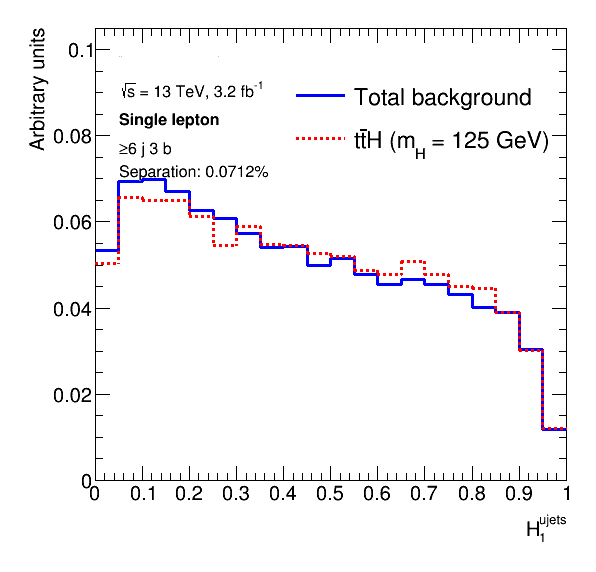 Arbitrary units
0.1
0.08
0.06
0.04
0.02
0
√s = 13 TeV, 3.2 fb⁻¹
Single lepton
≥6 j 3 b
Separation: 0.0712%
Total background
tt̄H (m_H = 125 GeV)
0 0.1 0.2 0.3 0.4 0.5 0.6 0.7 0.8 0.9 1
H₁^ujets